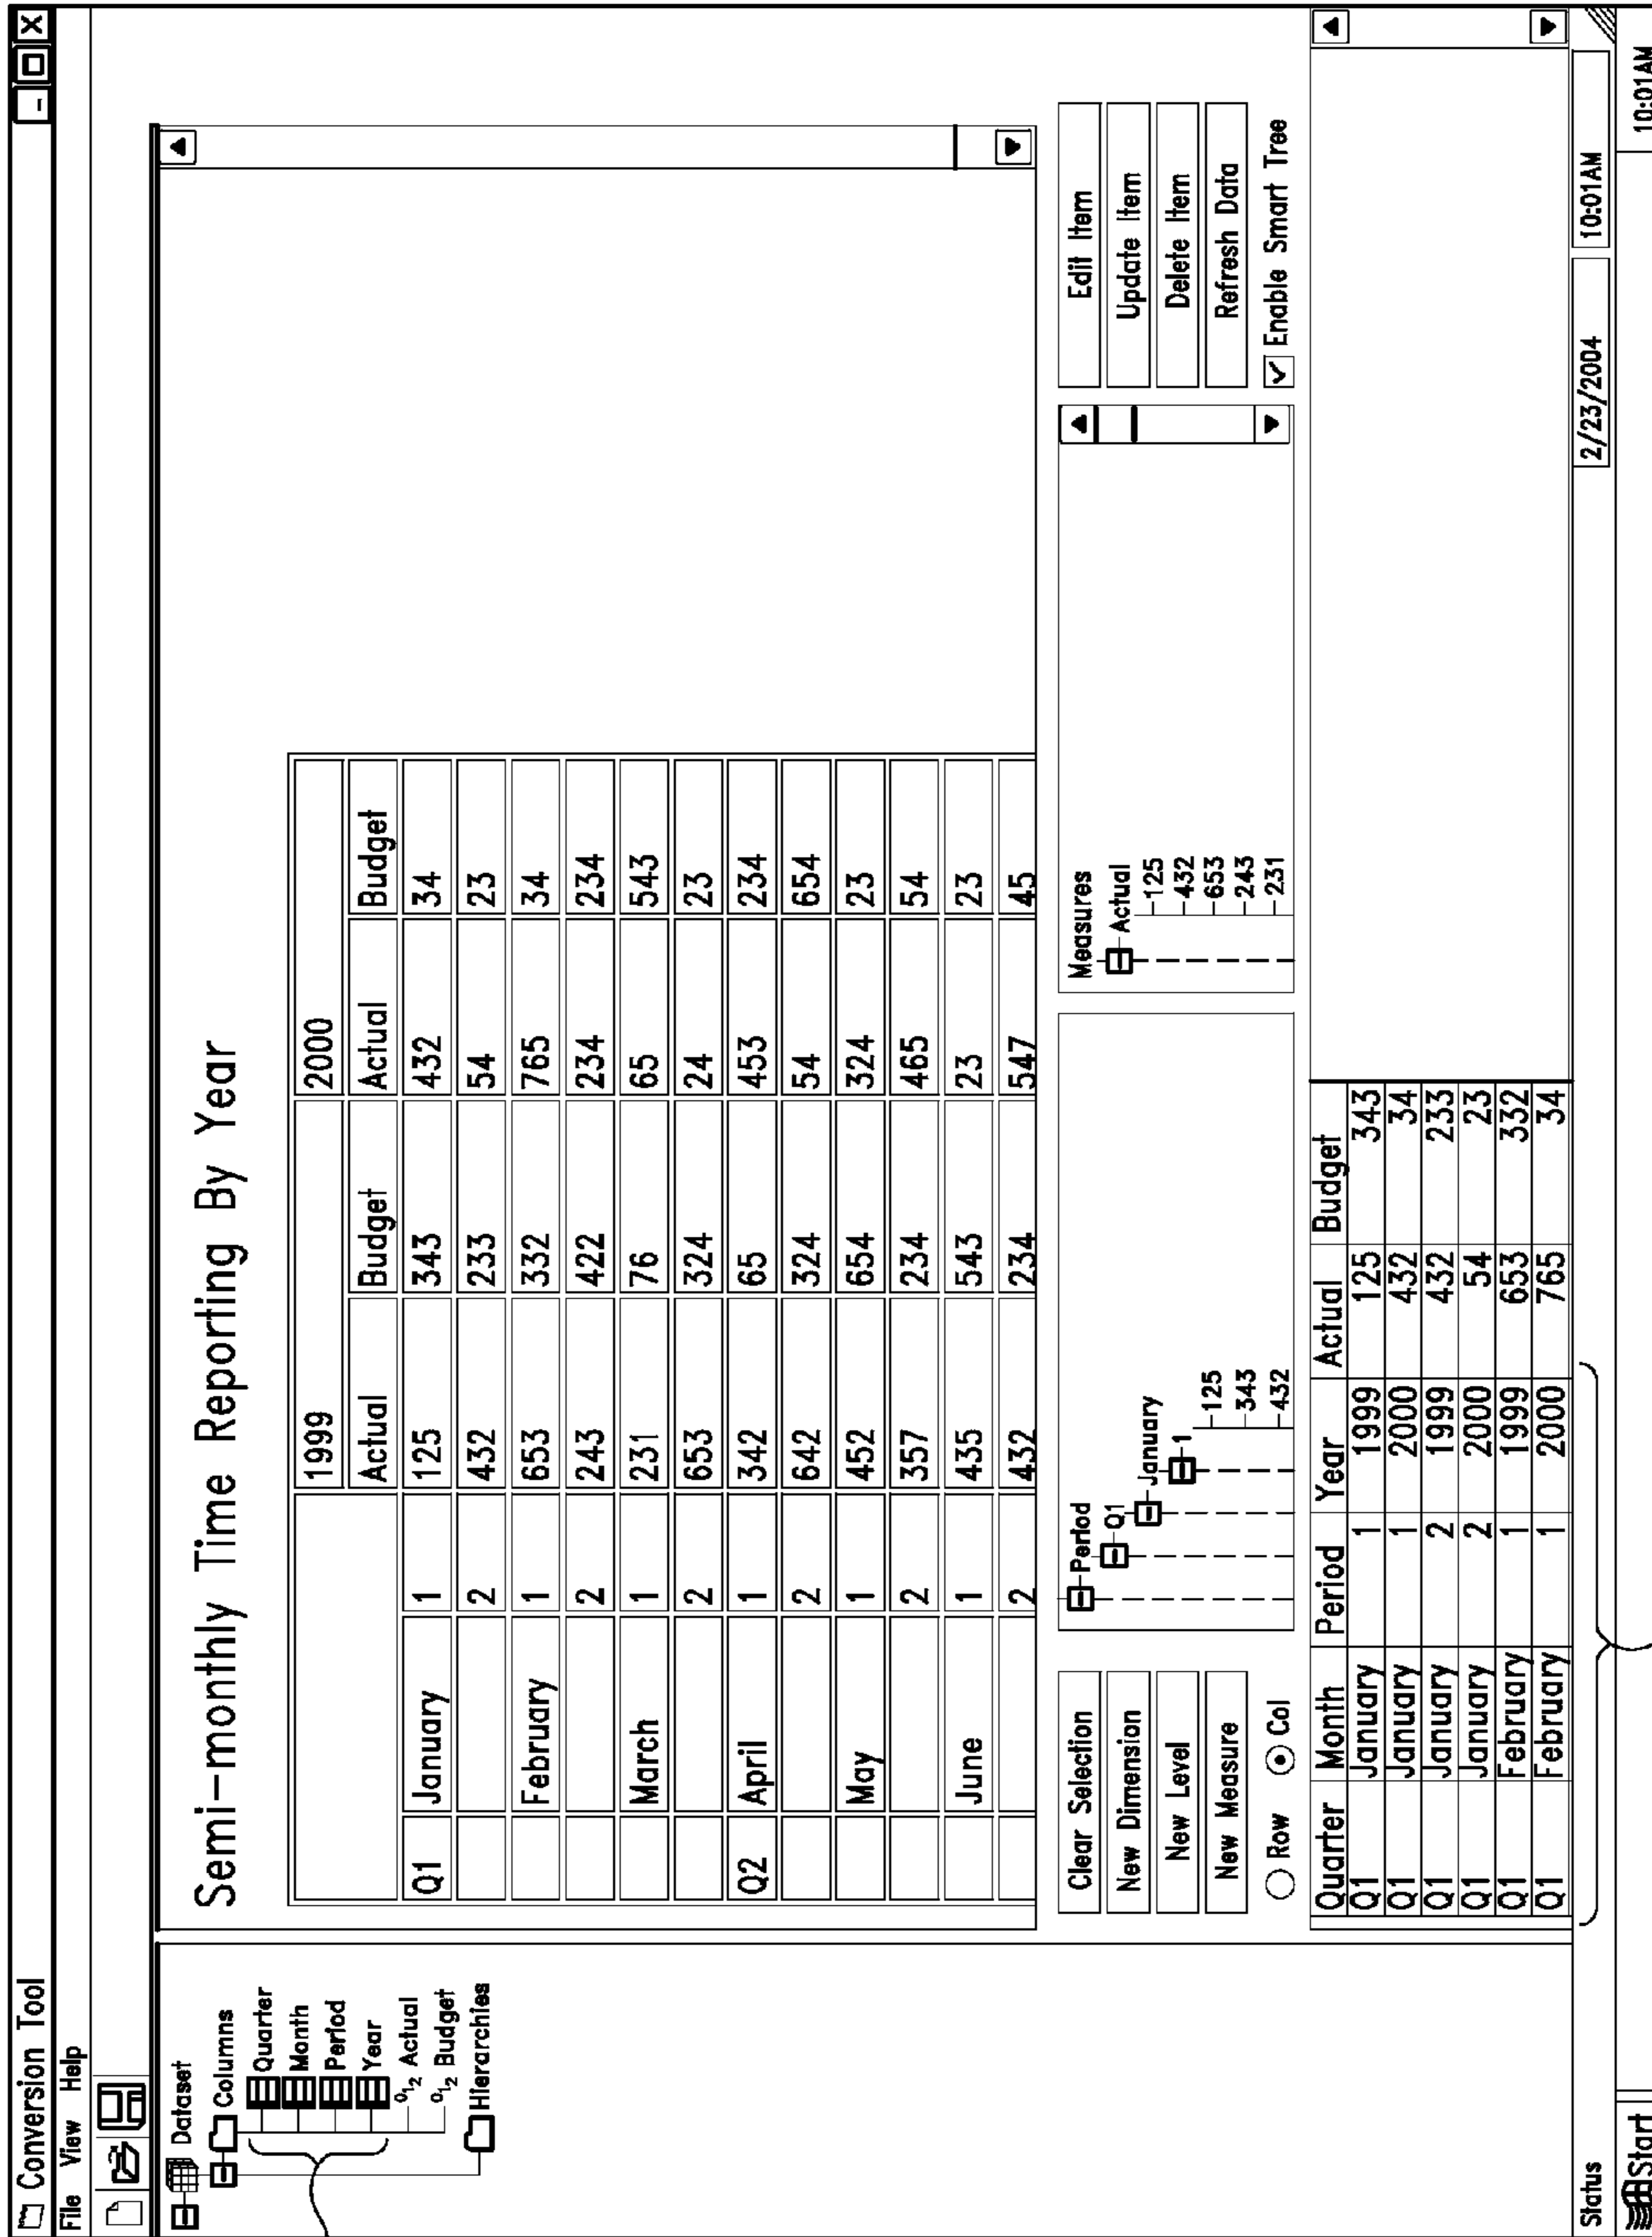 Conversion Tool
File View Help
Dataset
Columns
Quarter
Month
Period
Year
0 1 2 Actual
0 1 2 Budget
Hierarchies
Semi-monthly Time Reporting By Year
1999 2000
Actual Budget Actual Budget
Q1 January 1 125 343 432 34
2 432 233 54 23
February 1 653 332 765 34
2 243 422 234 234
March 1 231 76 65 543
2 653 324 24 23
Q2 April 1 342 65 453 234
2 642 324 54 654
May 1 452 654 324 23
2 357 234 465 54
June 1 435 543 23 23
2 432 234 547 45
Clear Selection
New Dimension
New Level
New Measure
Row Col
Period
Q1
January
1
125
343
432
Measures
Actual
125
432
653
243
231
Edit Item
Update Item
Delete Item
Refresh Data
Enable Smart Tree
Quarter Month Period Year Actual Budget
Q1 January 1 1999 125 343
Q1 January 1 2000 432 34
Q1 January 2 1999 432 233
Q1 January 2 2000 54 23
Q1 February 1 1999 653 332
Q1 February 1 2000 765 34
Status 2/23/2004 10:01AM
Start 10:01AM